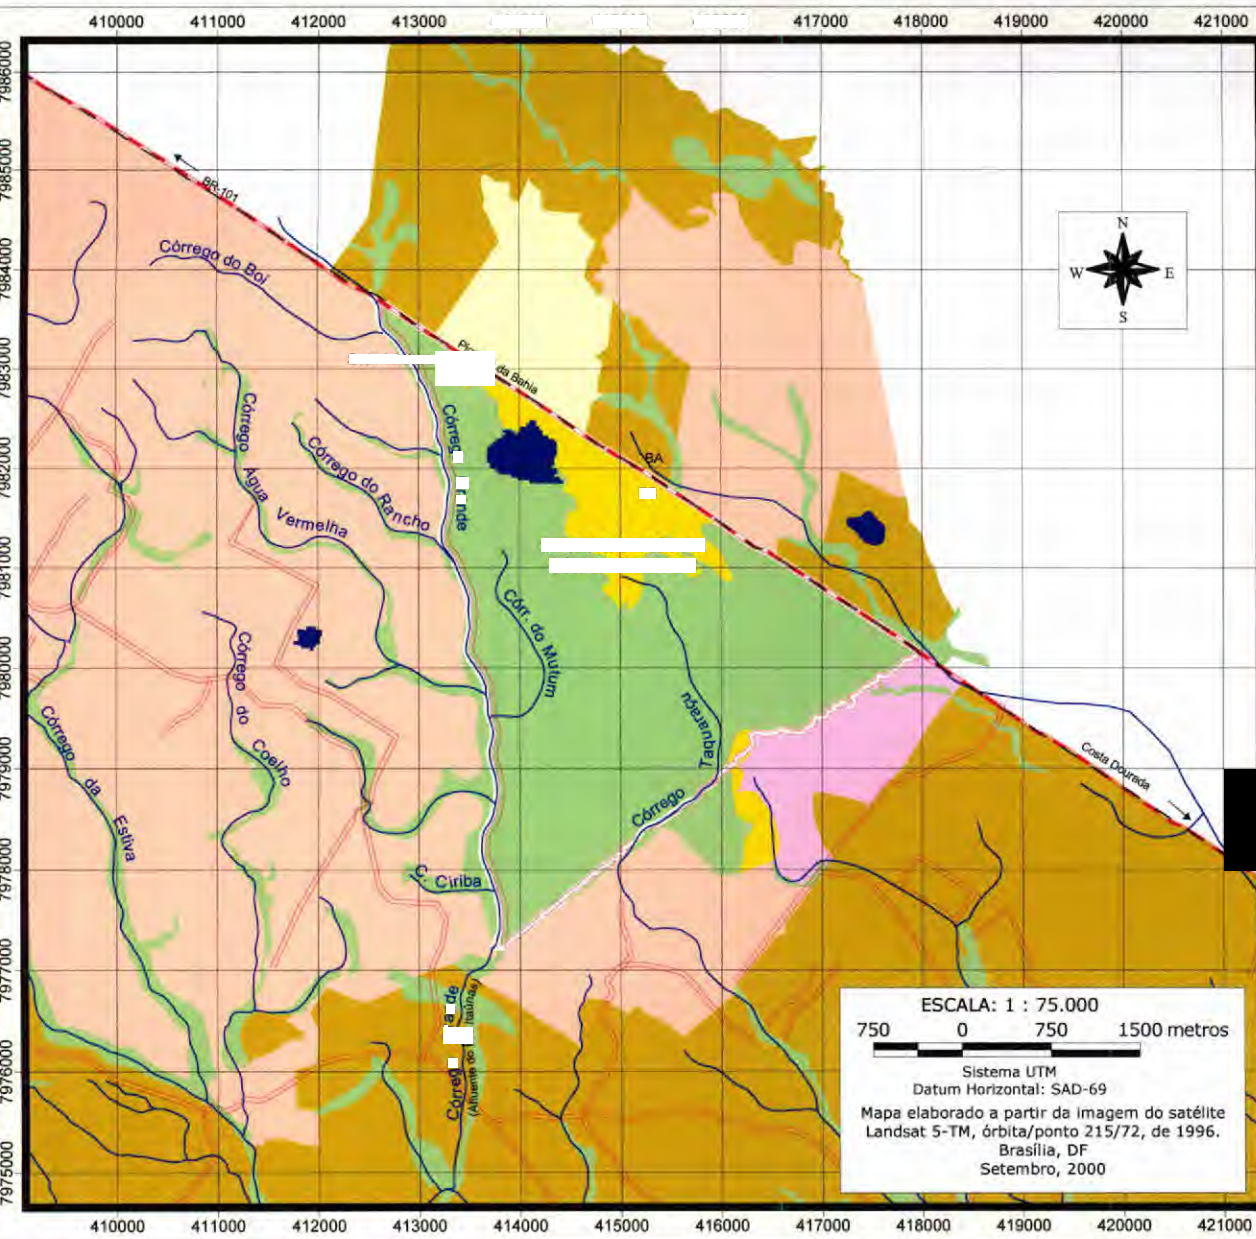 410000 411000 412000 413000 417000 418000 419000 420000 421000
7986000
7985000
7984000
7983000
7982000
7981000
7980000
7979000
7978000
7977000
7976000
7975000
BR-101
Córrego do Boi
N
W E
S
da Bahia
BA
Córrego
Água
Vermelha
Córrego do Rancho
Córr. do Mutum
Córrego do
Coelho
Córrego
da
Estiva
Córrego
Tabuaraçu
Costa Dourada
C. Ciriba
de
ESCALA: 1 : 75.000
750 0 750 1500 metros
Sistema UTM
Datum Horizontal: SAD-69
Mapa elaborado a partir da imagem do satélite
Landsat 5-TM, órbita/ponto 215/72, de 1996.
Brasília, DF
Setembro, 2000
410000 411000 412000 413000 414000 415000 416000 417000 418000 419000 420000 421000